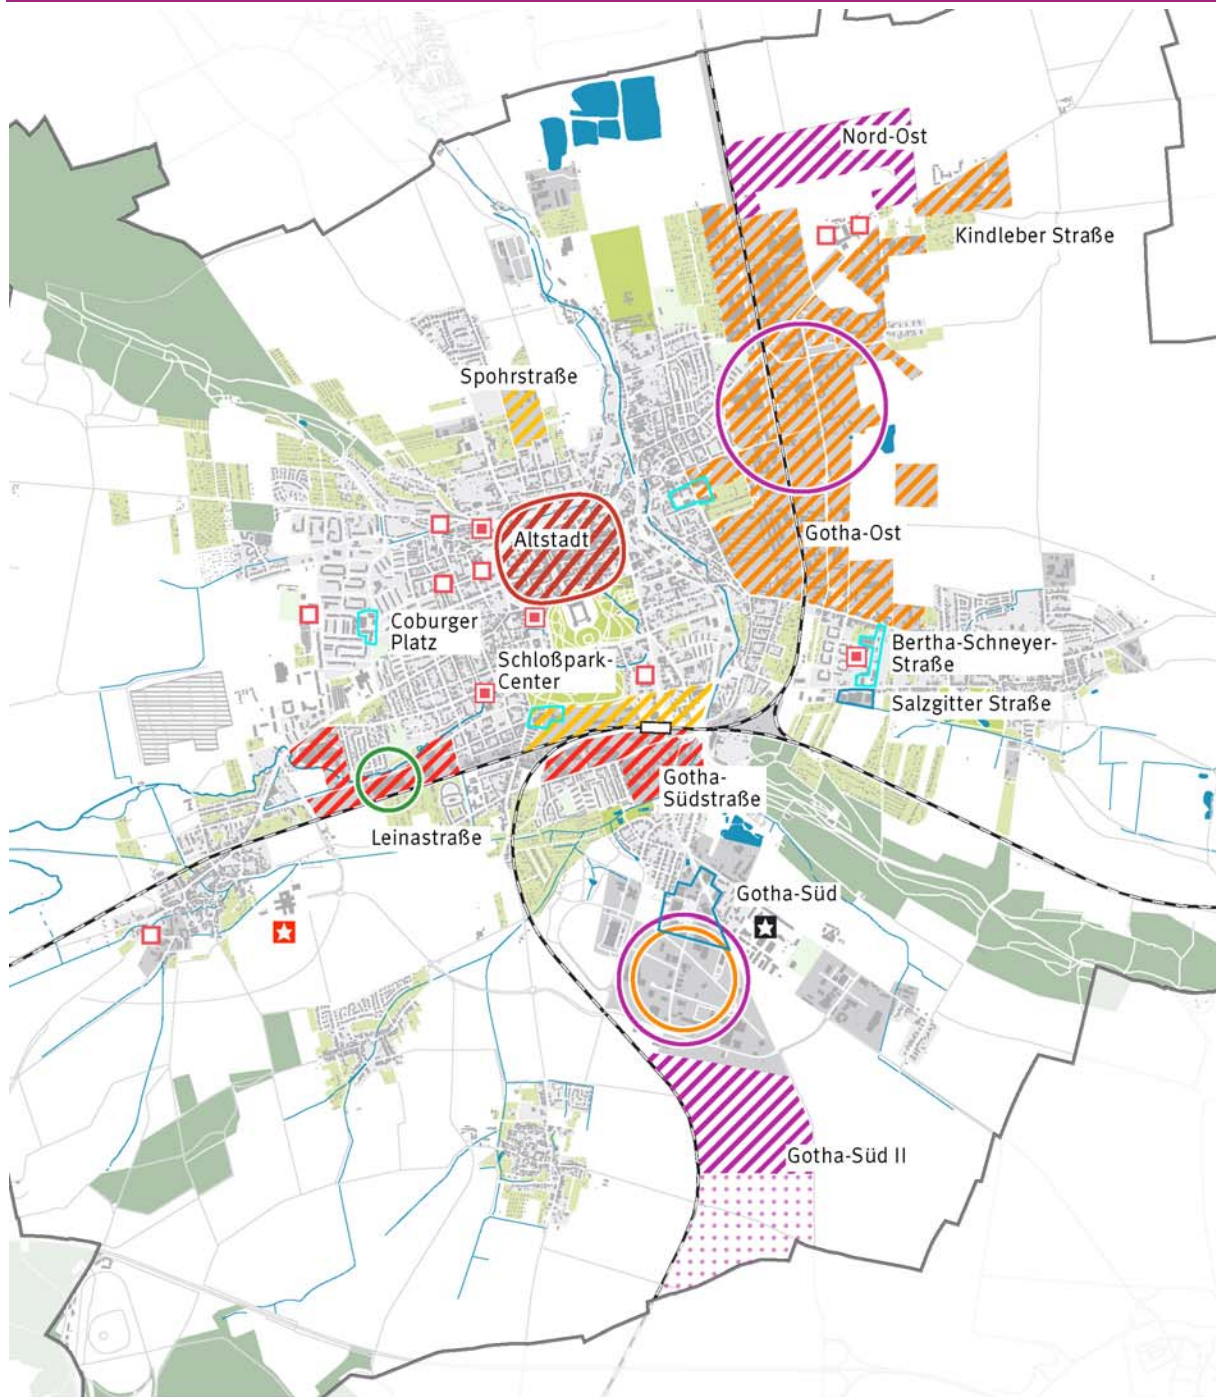 Nord-Ost
Kindleber Straße
Spohrstraße
Altstadt
Gotha-Ost
Coburger
Platz
Schloßpark-
Center
Bertha-Schneyer-
Straße
Salzgitter Straße
Gotha-
Südstraße
Leinastraße
Gotha-Süd
Gotha-Süd II